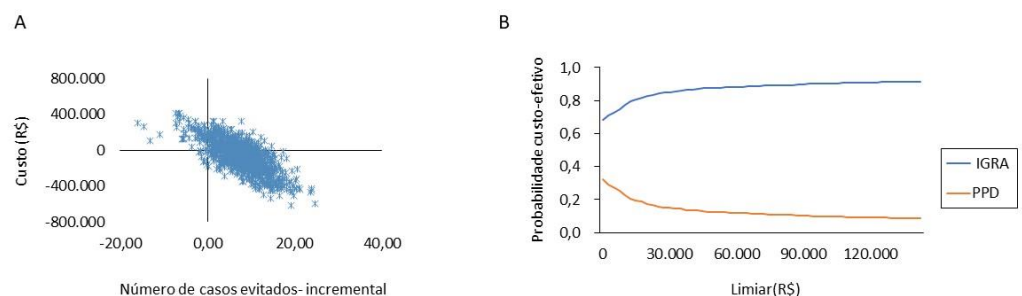 A
Custo (R$)
800.000
400.000
0
-400.000
-800.000
-20,00 0,00 20,00 40,00
Número de casos evitados- incremental
B
Probabilidade custo-efetivo
1,0
0,8
0,6
0,4
0,2
0,0
0 30.000 60.000 90.000 120.000
Limiar(R$)
IGRA
PPD